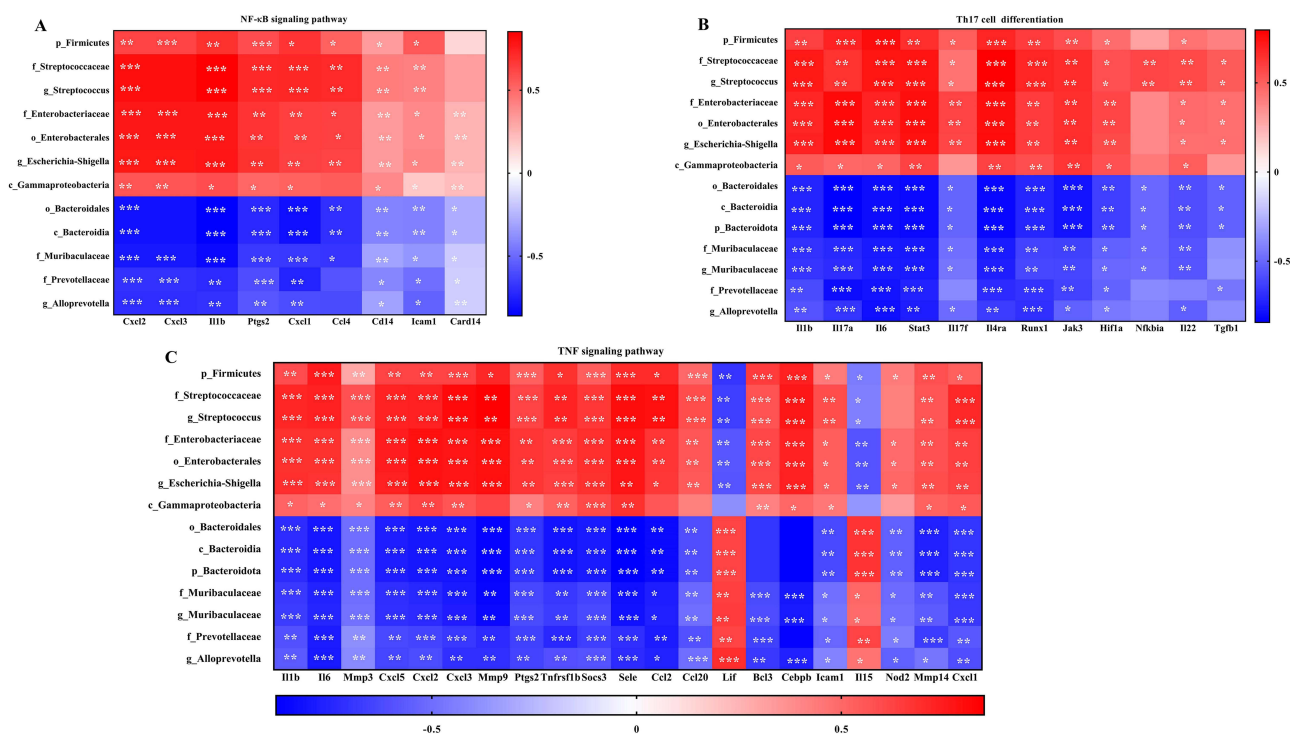 A
NF-κB signaling pathway
p_Firmicutes
f_Streptococcaceae
g_Streptococcus
f_Enterobacteriaceae
o_Enterobacterales
g_Escherichia-Shigella
c_Gammaproteobacteria
o_Bacteroidales
c_Bacteroidia
f_Muribaculaceae
f_Prevotellaceae
g_Alloprevotella
Cxcl2 Cxcl3 Il1b Ptgs2 Cxcl1 Ccl4 Cd14 Icam1 Card14
0.5
0
-0.5
B
Th17 cell differentiation
p_Firmicutes
f_Streptococcaceae
g_Streptococcus
f_Enterobacteriaceae
o_Enterobacterales
g_Escherichia-Shigella
c_Gammaproteobacteria
o_Bacteroidales
c_Bacteroidia
p_Bacteroidota
f_Muribaculaceae
g_Muribaculaceae
f_Prevotellaceae
g_Alloprevotella
Il1b Il17a Il6 Stat3 Il17f Il4ra Runx1 Jak3 Hif1a Nfkbia Il22 Tgfb1
0.5
0
-0.5
C
TNF signaling pathway
p_Firmicutes
f_Streptococcaceae
g_Streptococcus
f_Enterobacteriaceae
o_Enterobacterales
g_Escherichia-Shigella
c_Gammaproteobacteria
o_Bacteroidales
c_Bacteroidia
p_Bacteroidota
f_Muribaculaceae
g_Muribaculaceae
f_Prevotellaceae
g_Alloprevotella
Il1b Il6 Mmp3 Cxcl5 Cxcl2 Cxcl3 Mmp9 Ptgs2 Tnfrsf1b Socs3 Sele Ccl2 Ccl20 Lif Bcl3 Cebpb Icam1 Il15 Nod2 Mmp14 Cxcl1
-0.5 0 0.5